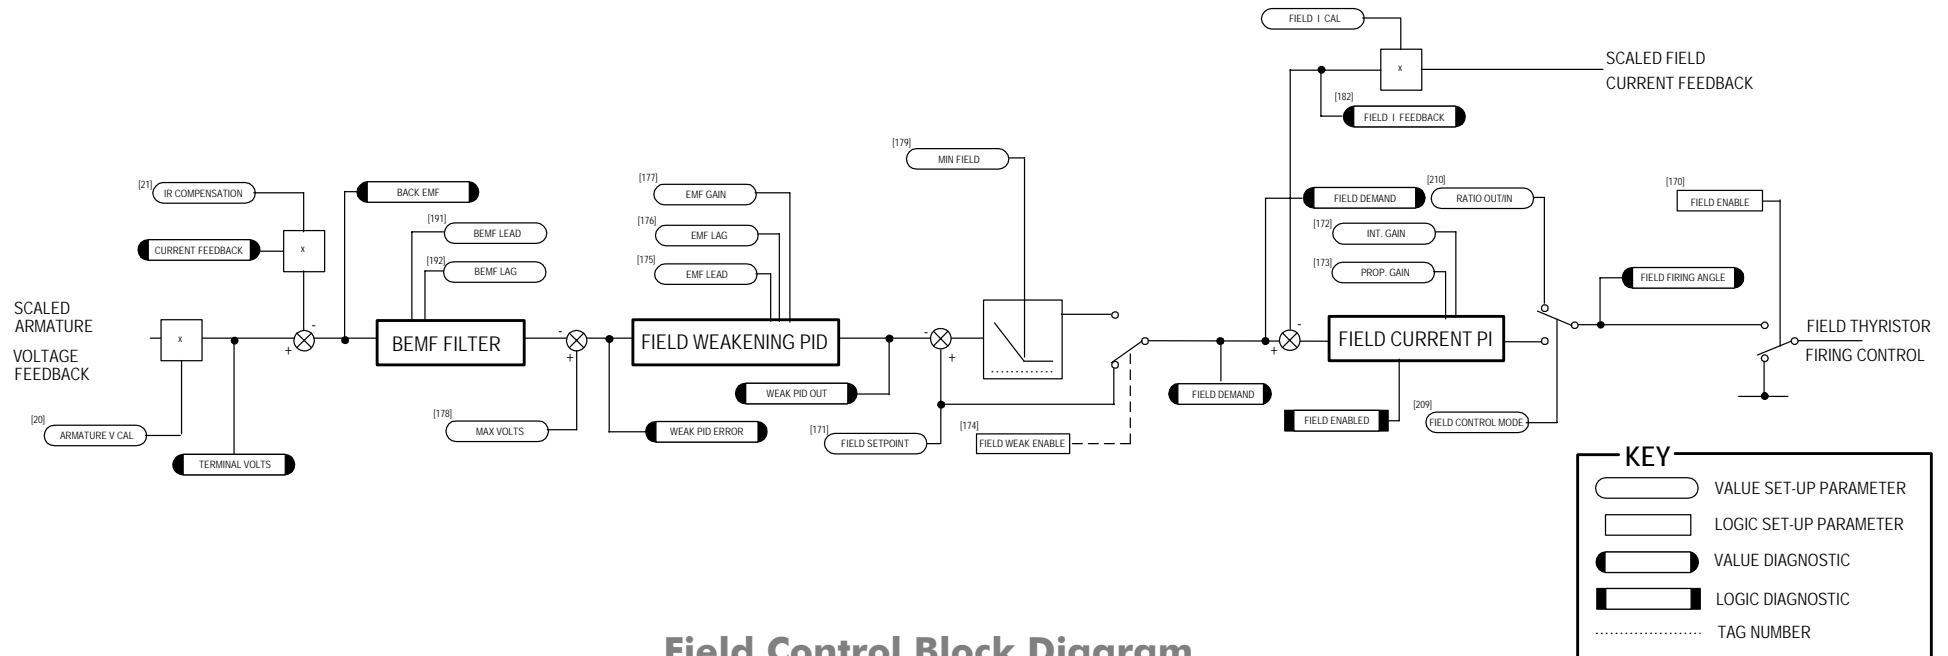 FIELD I CAL
x
SCALED FIELD
CURRENT FEEDBACK
[182]
FIELD I FEEDBACK
[179]
MIN FIELD
[21]
IR COMPENSATION
BACK EMF
[177]
EMF GAIN
FIELD DEMAND
[210]
RATIO OUT/IN
[170]
FIELD ENABLE
[191]
BEMF LEAD
[176]
EMF LAG
[172]
INT. GAIN
CURRENT FEEDBACK
x
[192]
BEMF LAG
[175]
EMF LEAD
[173]
PROP. GAIN
FIELD FIRING ANGLE
SCALED
ARMATURE
VOLTAGE
FEEDBACK
x
-
+
BEMF FILTER
-
+
FIELD WEAKENING PID
-
+
-
+
FIELD CURRENT PI
FIELD THYRISTOR
FIRING CONTROL
WEAK PID OUT
FIELD DEMAND
[20]
ARMATURE V CAL
TERMINAL VOLTS
[178]
MAX VOLTS
WEAK PID ERROR
[171]
FIELD SETPOINT
[174]
FIELD WEAK ENABLE
FIELD ENABLED
[209]
FIELD CONTROL MODE
KEY
VALUE SET-UP PARAMETER
LOGIC SET-UP PARAMETER
VALUE DIAGNOSTIC
LOGIC DIAGNOSTIC
TAG NUMBER
Field Control Block Diagram